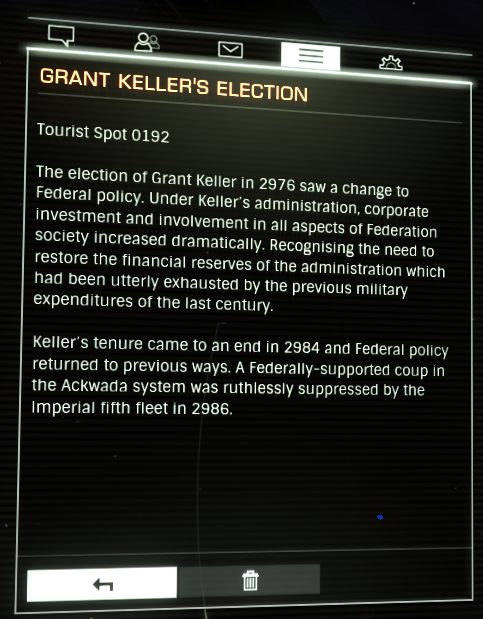 GRANT KELLER'S ELECTION
Tourist Spot 0192
The election of Grant Keller in 2976 saw a change to
Federal policy. Under Keller's administration, corporate
investment and involvement in all aspects of Federation
society increased dramatically. Recognising the need to
restore the financial reserves of the administration which
had been utterly exhausted by the previous military
expenditures of the last century.
Keller's tenure came to an end in 2984 and Federal policy
returned to previous ways. A Federally-supported coup in
the Ackwada system was ruthlessly suppressed by the
Imperial fifth fleet in 2986.